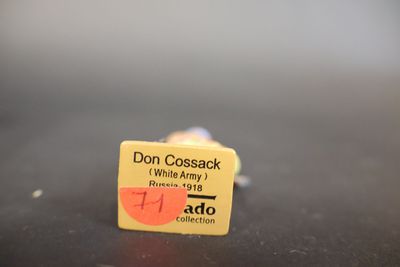 Don Cossack
( White Army )
Russia 1918
71
ado
collection